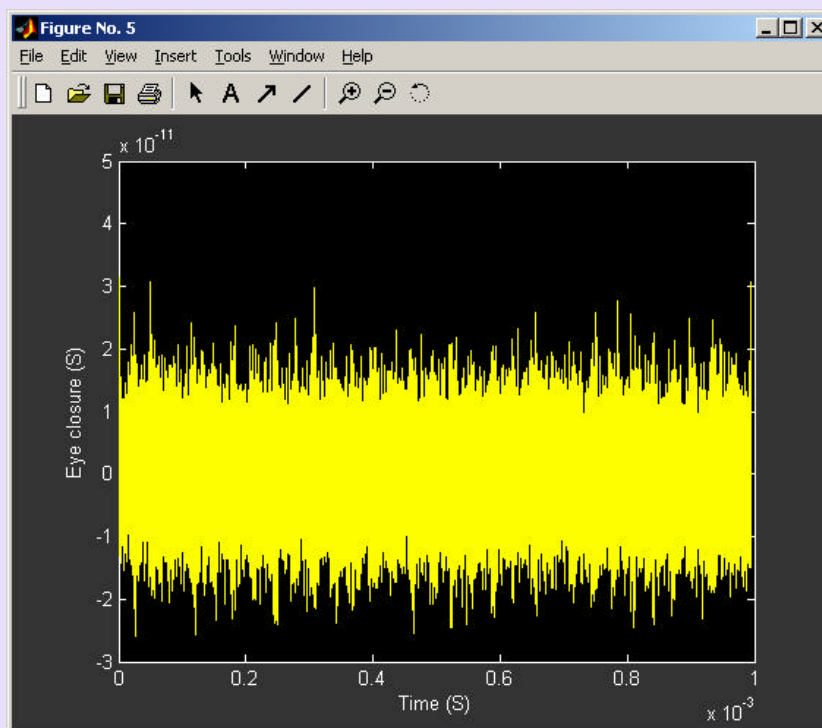 Figure No. 5
File Edit View Insert Tools Window Help
A
x 10-11
5
4
3
2
1
0
-1
-2
-3
Eye closure (S)
0 0.2 0.4 0.6 0.8 1
Time (S)
x 10-3